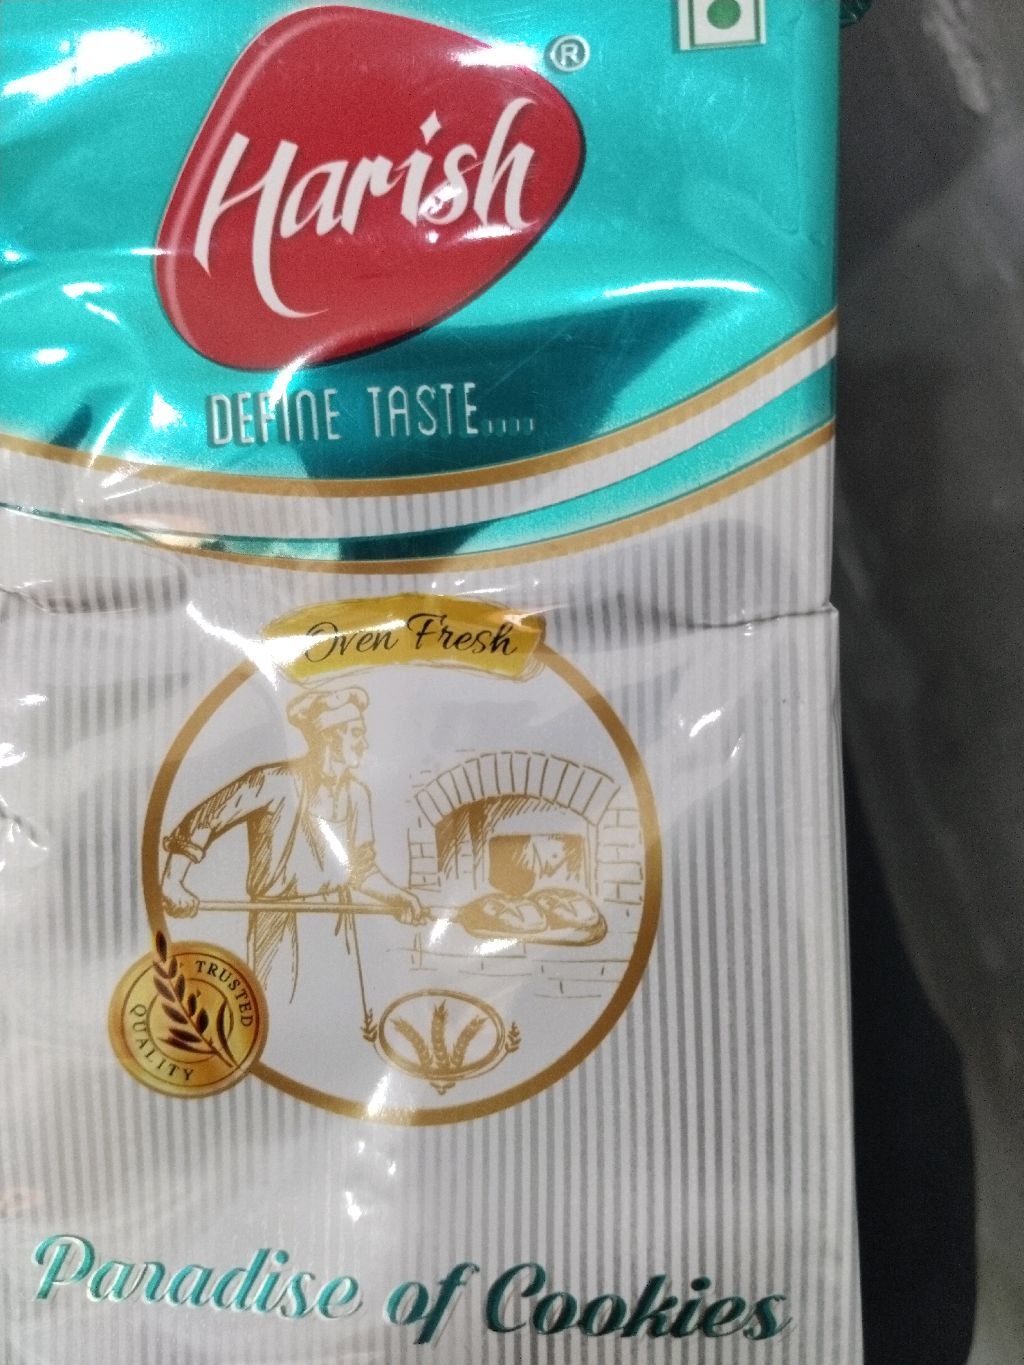 Harish ®
DEFINE TASTE....
Oven Fresh
TRUSTED
QUALITY
Paradise of Cookies